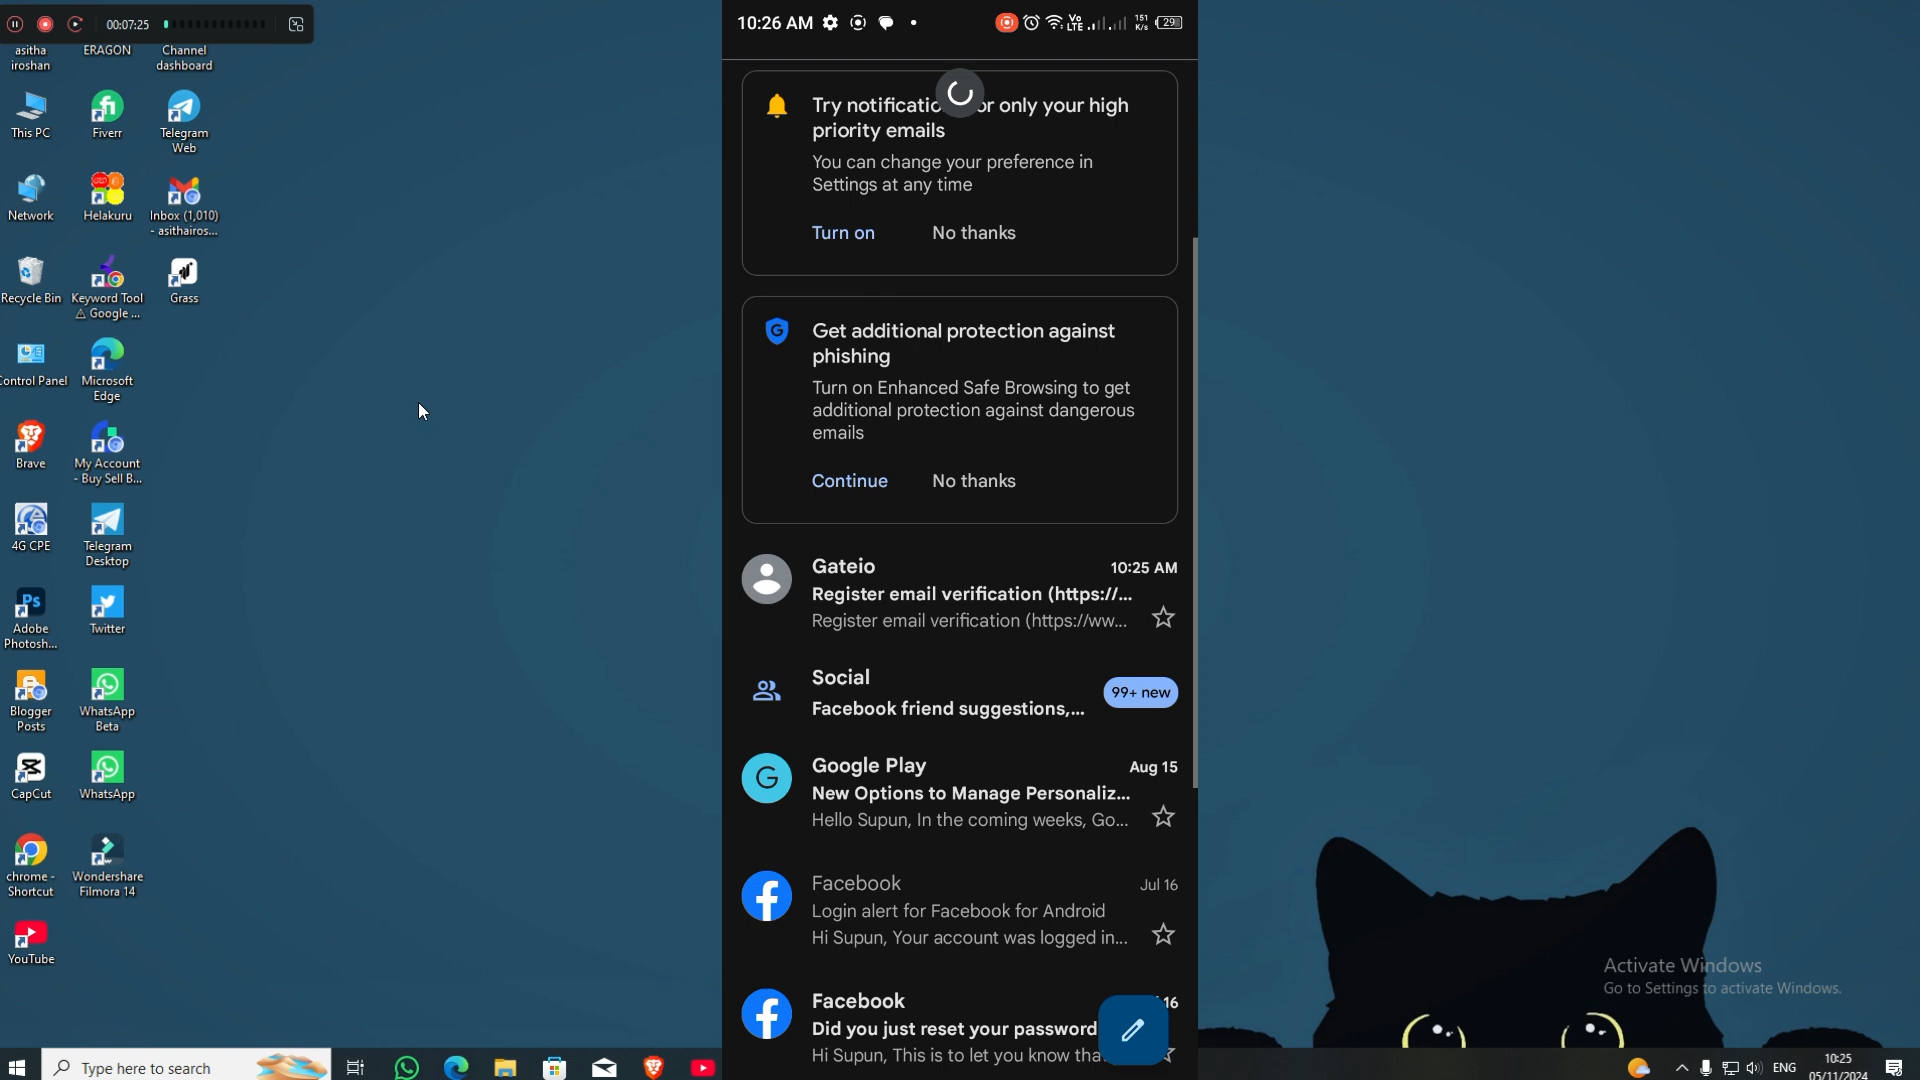 00:07:25
asitha
iroshan
ERAGON
Channel
dashboard
This PC
Fiverr
Telegram
Web
Network
Helakuru
Inbox (1,010)
- asithairos...
Recycle Bin
Keyword Tool
⚠ Google ...
Grass
ontrol Panel
Microsoft
Edge
Brave
My Account
- Buy Sell B...
4G CPE
Telegram
Desktop
Ps
Adobe
Photosh...
Twitter
Blogger
Posts
WhatsApp
Beta
CapCut
WhatsApp
chrome -
Shortcut
Wondershare
Filmora 14
YouTube
10:26 AM
Vo
LTE
151
K/s
29
Try notificatio or only your high
priority emails
You can change your preference in
Settings at any time
Turn on No thanks
Get additional protection against
phishing
Turn on Enhanced Safe Browsing to get
additional protection against dangerous
emails
Continue No thanks
Gateio 10:25 AM
Register email verification (https://...
Register email verification (https://ww...
Social
Facebook friend suggestions,...
99+ new
G
Google Play Aug 15
New Options to Manage Personaliz...
Hello Supun, In the coming weeks, Go...
Facebook Jul 16
Login alert for Facebook for Android
Hi Supun, Your account was logged in...
Facebook 16
Did you just reset your password
Hi Supun, This is to let you know tha
Activate Windows
Go to Settings to activate Windows.
Type here to search
ENG
10:25
05/11/2024